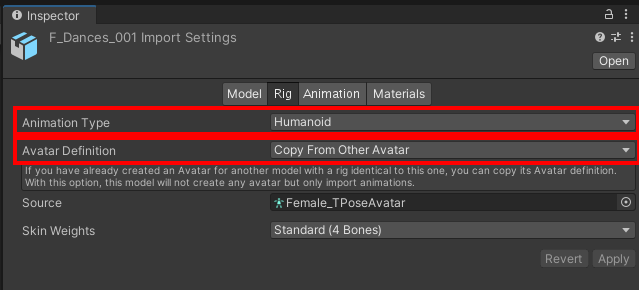 Inspector
F_Dances_001 Import Settings
Open
Model Rig Animation Materials
Animation Type Humanoid
Avatar Definition Copy From Other Avatar
If you have already created an Avatar for another model with a rig identical to this one, you can copy its Avatar definition.
With this option, this model will not create any avatar but only import animations.
Source Female_TPoseAvatar
Skin Weights Standard (4 Bones)
Revert Apply